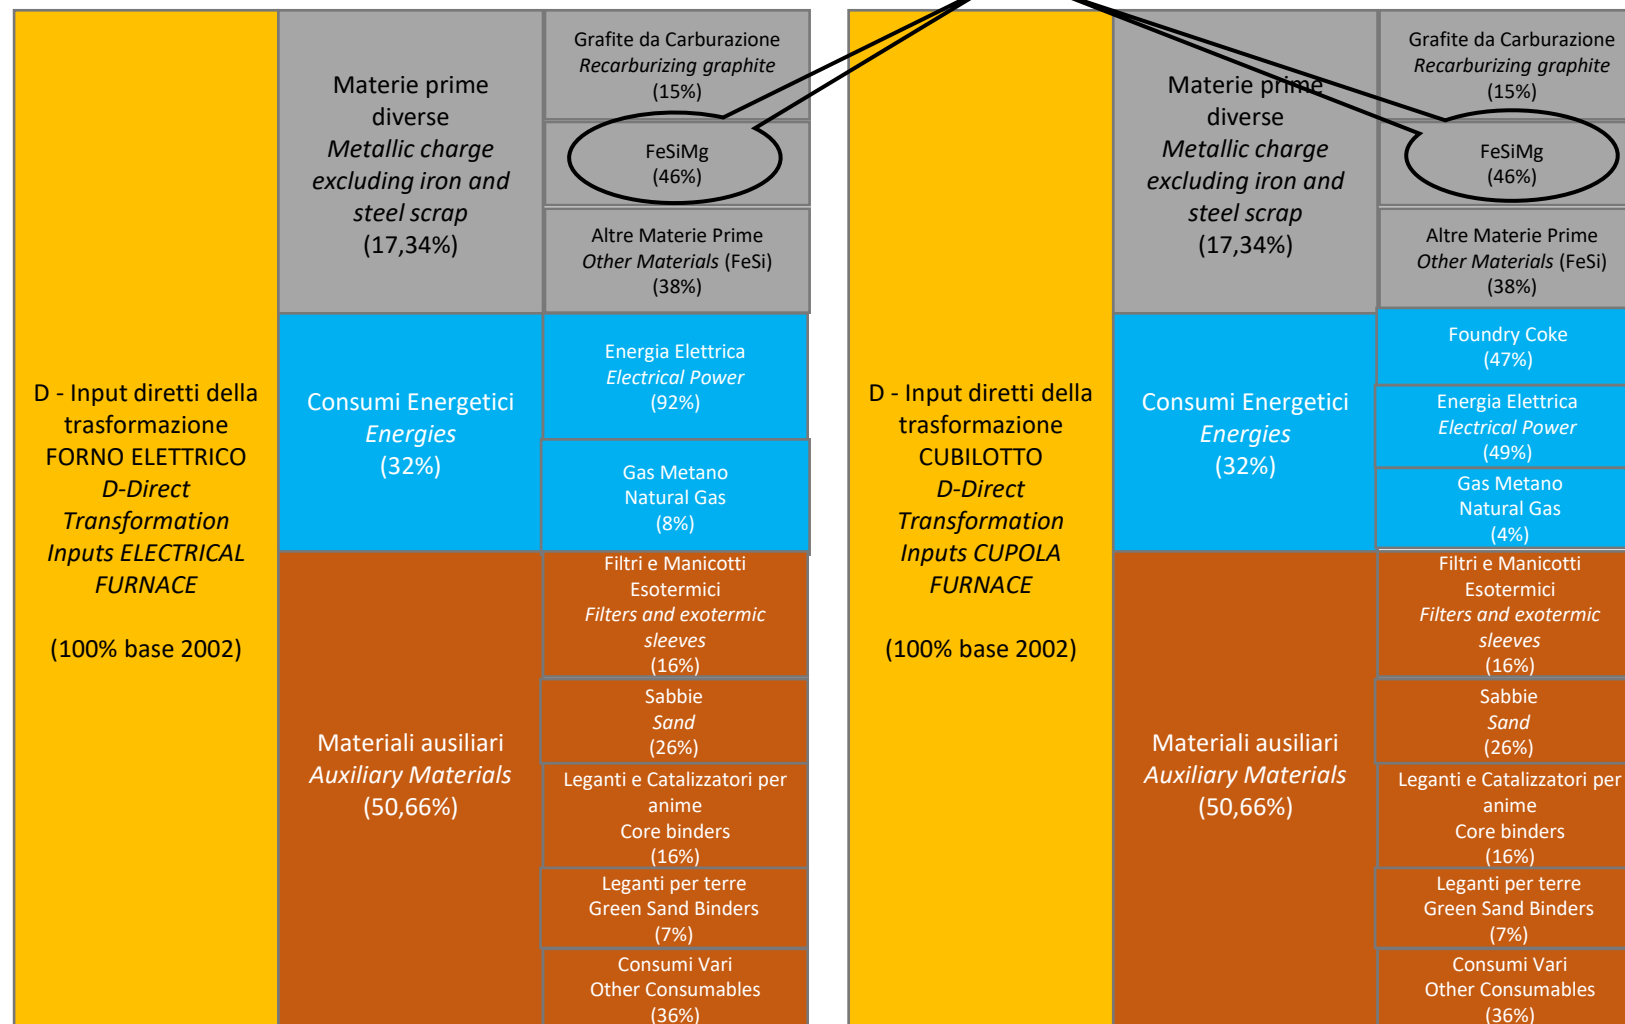 D - Input diretti della
trasformazione
FORNO ELETTRICO
D-Direct
Transformation
Inputs ELECTRICAL
FURNACE
(100% base 2002)
Materie prime
diverse
Metallic charge
excluding iron and
steel scrap
(17,34%)
Grafite da Carburazione
Recarburizing graphite
(15%)
FeSiMg
(46%)
Altre Materie Prime
Other Materials (FeSi)
(38%)
Consumi Energetici
Energies
(32%)
Energia Elettrica
Electrical Power
(92%)
Gas Metano
Natural Gas
(8%)
Materiali ausiliari
Auxiliary Materials
(50,66%)
Filtri e Manicotti
Esotermici
Filters and exotermic
sleeves
(16%)
Sabbie
Sand
(26%)
Leganti e Catalizzatori per
anime
Core binders
(16%)
Leganti per terre
Green Sand Binders
(7%)
Consumi Vari
Other Consumables
(36%)
D - Input diretti della
trasformazione
CUBILOTTO
D-Direct
Transformation
Inputs CUPOLA
FURNACE
(100% base 2002)
Materie prime
diverse
Metallic charge
excluding iron and
steel scrap
(17,34%)
Grafite da Carburazione
Recarburizing graphite
(15%)
FeSiMg
(46%)
Altre Materie Prime
Other Materials (FeSi)
(38%)
Consumi Energetici
Energies
(32%)
Foundry Coke
(47%)
Energia Elettrica
Electrical Power
(49%)
Gas Metano
Natural Gas
(4%)
Materiali ausiliari
Auxiliary Materials
(50,66%)
Filtri e Manicotti
Esotermici
Filters and exotermic
sleeves
(16%)
Sabbie
Sand
(26%)
Leganti e Catalizzatori per
anime
Core binders
(16%)
Leganti per terre
Green Sand Binders
(7%)
Consumi Vari
Other Consumables
(36%)